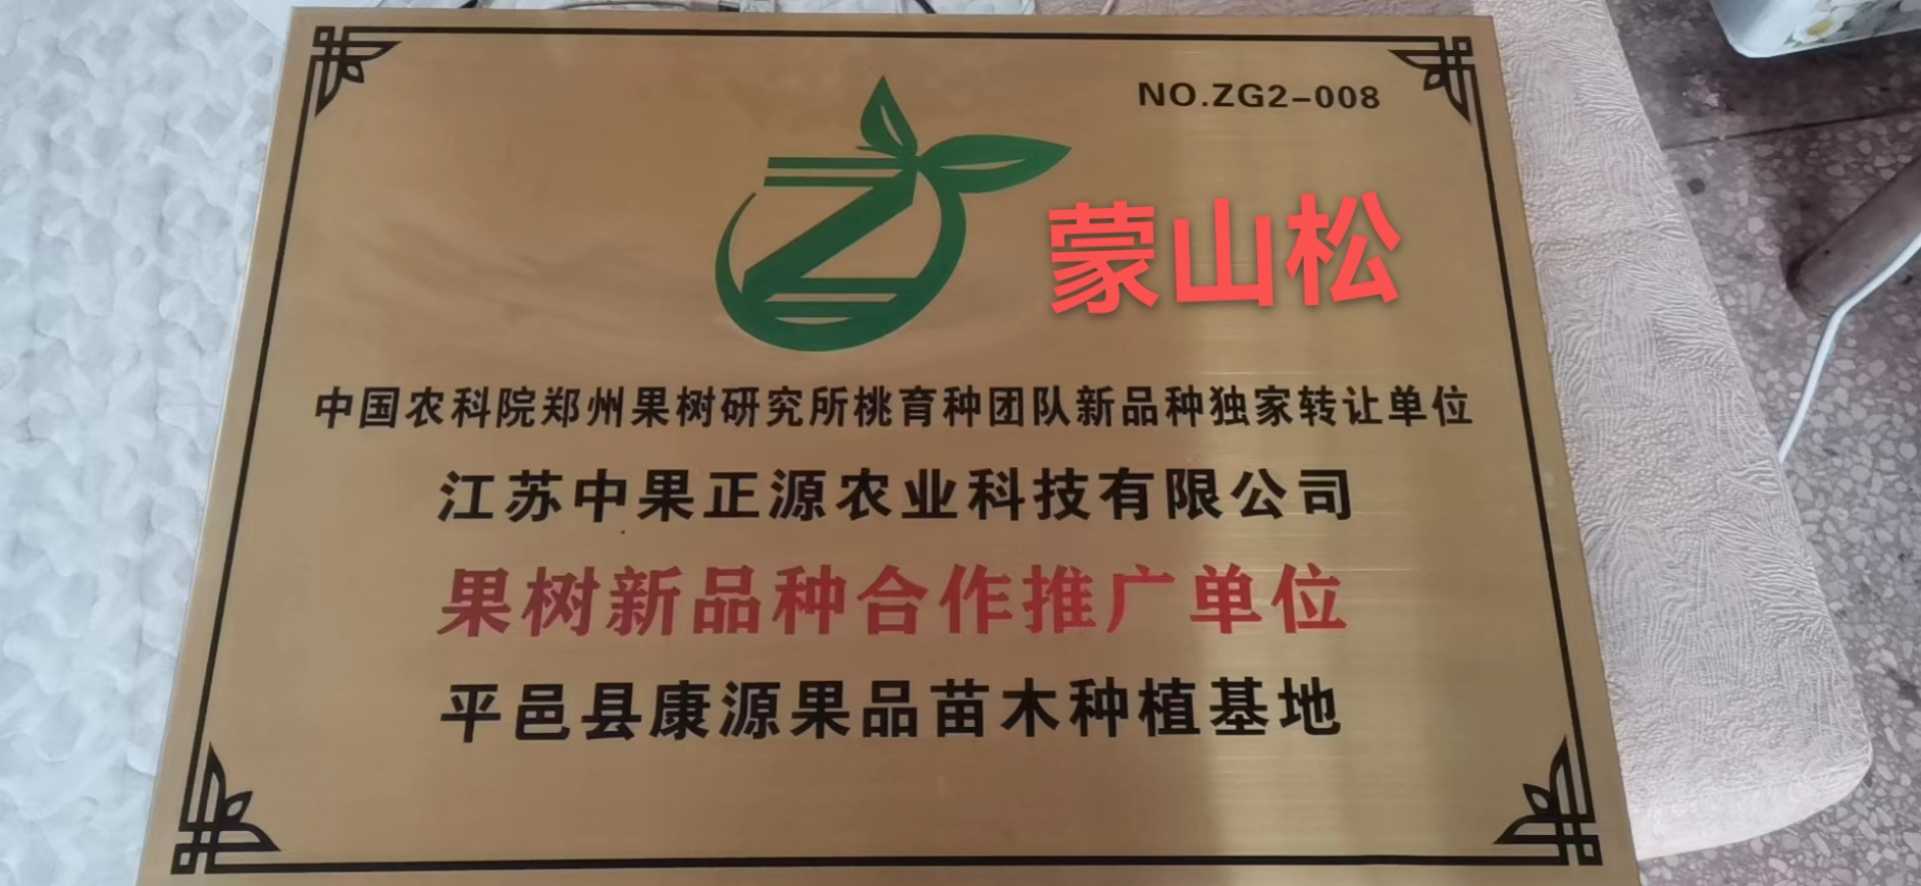 NO.ZG2-008
蒙山松
中国农科院郑州果树研究所桃育种团队新品种独家转让单位
江苏中果正源农业科技有限公司
果树新品种合作推广单位
平邑县康源果品苗木种植基地